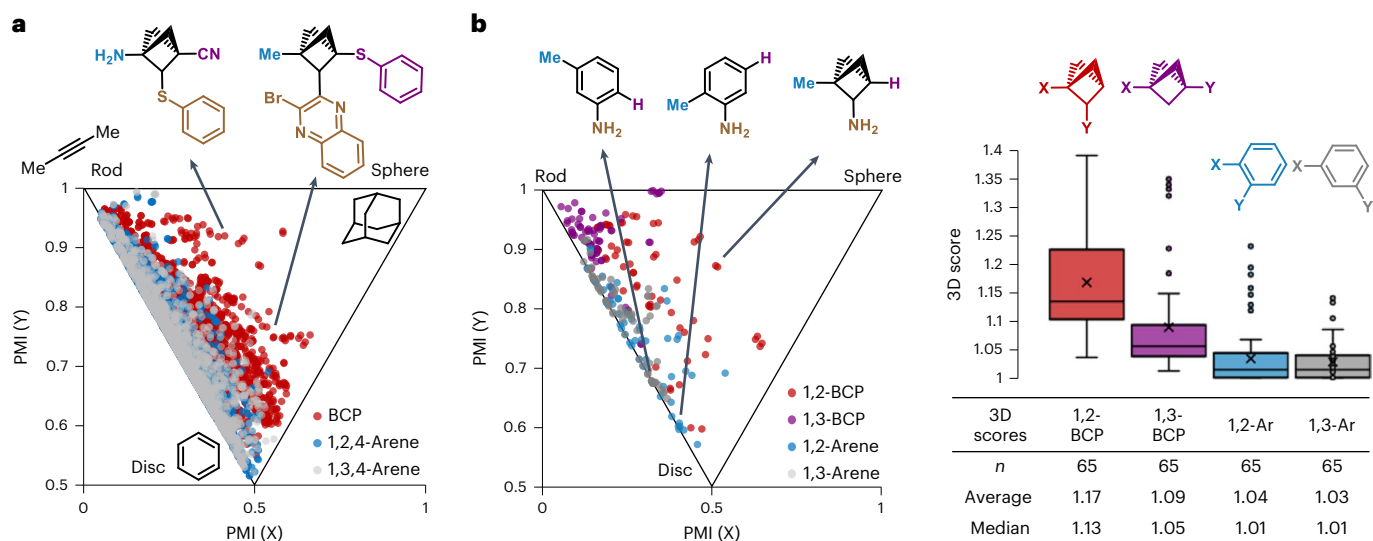 a
H₂N
CN
S
Me
S
Br
N
N
Me
Me
Rod
Sphere
1
0.9
0.8
0.7
0.6
0.5
PMI (Y)
Disc
BCP
1,2,4-Arene
1,3,4-Arene
0
0.5
1
PMI (X)
b
Me
H
NH₂
H
Me
NH₂
Me
H
NH₂
Rod
Sphere
1
0.9
0.8
0.7
0.6
0.5
PMI (Y)
Disc
1,2-BCP
1,3-BCP
1,2-Arene
1,3-Arene
0
0.5
1
PMI (X)
X
Y
X
Y
X
Y
X
Y
1.4
1.35
1.3
1.25
1.2
1.15
1.1
1.05
1
3D score
3D scores 1,2-BCP 1,3-BCP 1,2-Ar 1,3-Ar
n 65 65 65 65
Average 1.17 1.09 1.04 1.03
Median 1.13 1.05 1.01 1.01